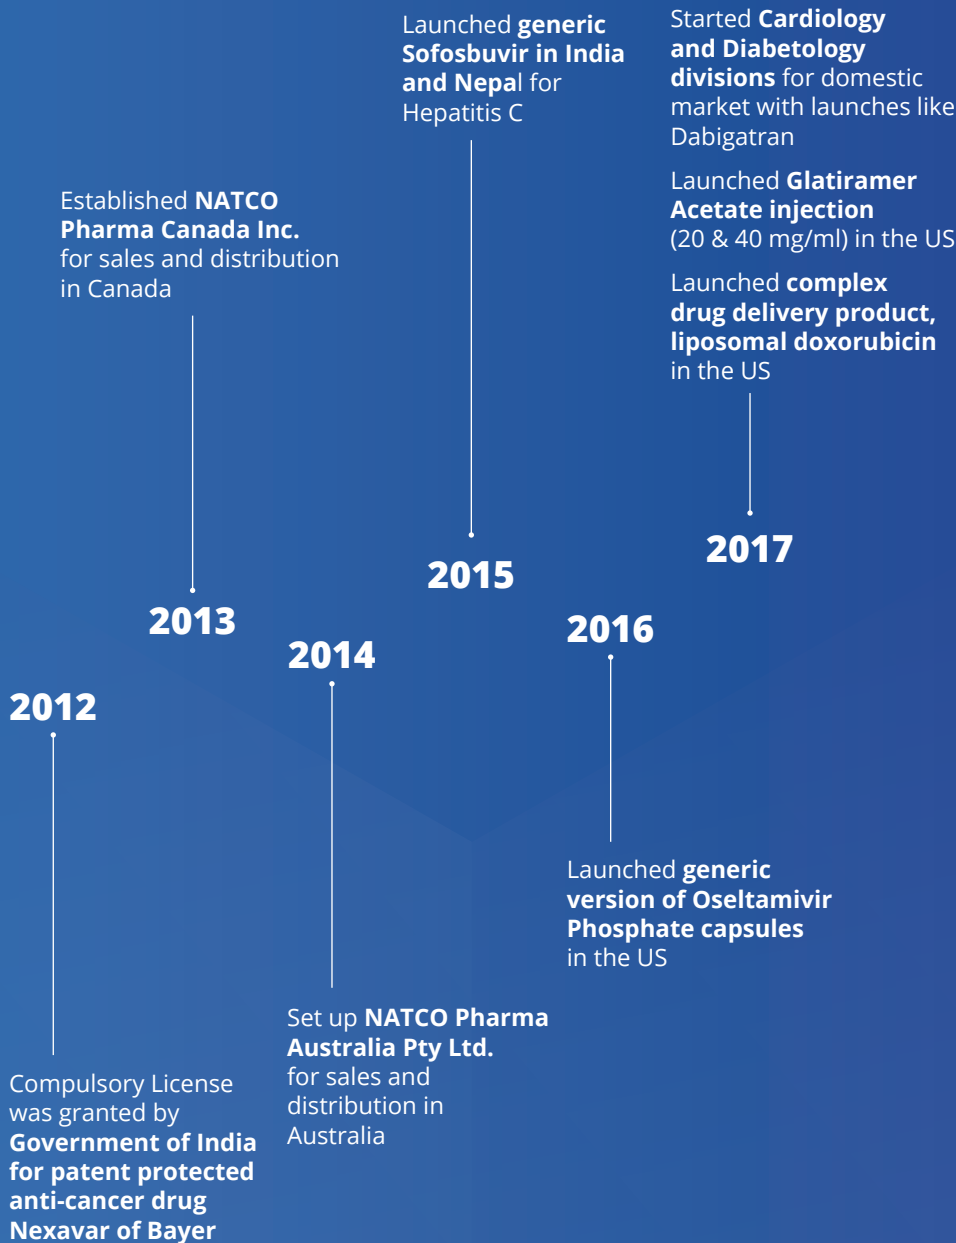 2012
Compulsory License
was granted by
Government of India
for patent protected
anti-cancer drug
Nexavar of Bayer
Established NATCO
Pharma Canada Inc.
for sales and distribution
in Canada
2013
2014
Set up NATCO Pharma
Australia Pty Ltd.
for sales and
distribution in
Australia
Launched generic
Sofosbuvir in India
and Nepal for
Hepatitis C
2015
2016
Launched generic
version of Oseltamivir
Phosphate capsules
in the US
Started Cardiology
and Diabetology
divisions for domestic
market with launches like
Dabigatran
Launched Glatiramer
Acetate injection
(20 & 40 mg/ml) in the US
Launched complex
drug delivery product,
liposomal doxorubicin
in the US
2017